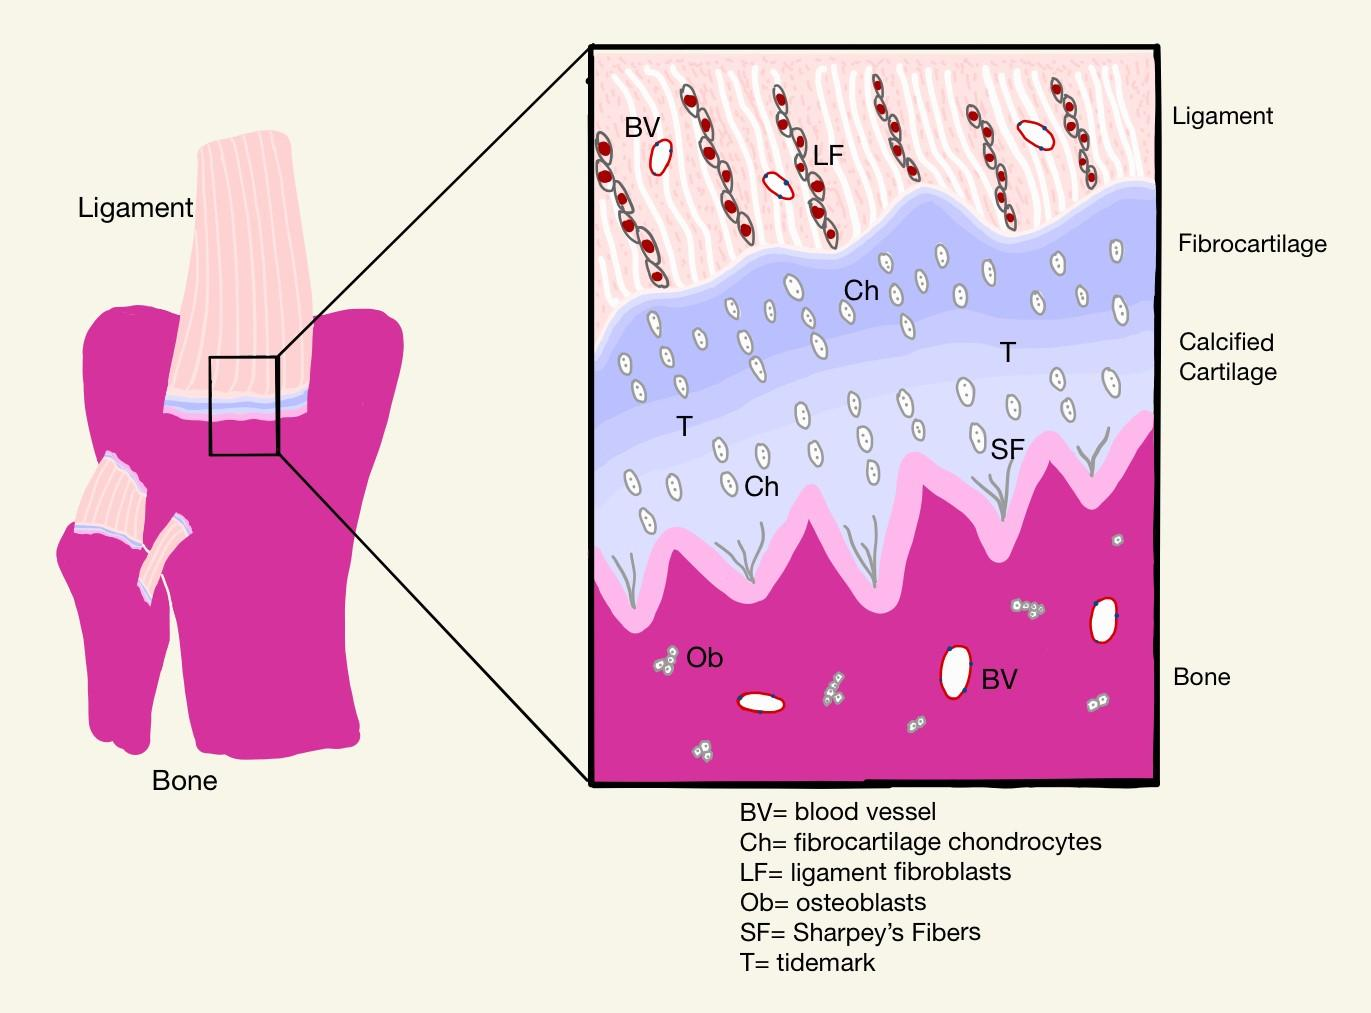 Ligament
Bone
BV
LF
Ch
T
T
SF
Ch
Ob
BV
Ligament
Fibrocartilage
Calcified
Cartilage
Bone
BV= blood vessel
Ch= fibrocartilage chondrocytes
LF= ligament fibroblasts
Ob= osteoblasts
SF= Sharpey's Fibers
T= tidemark